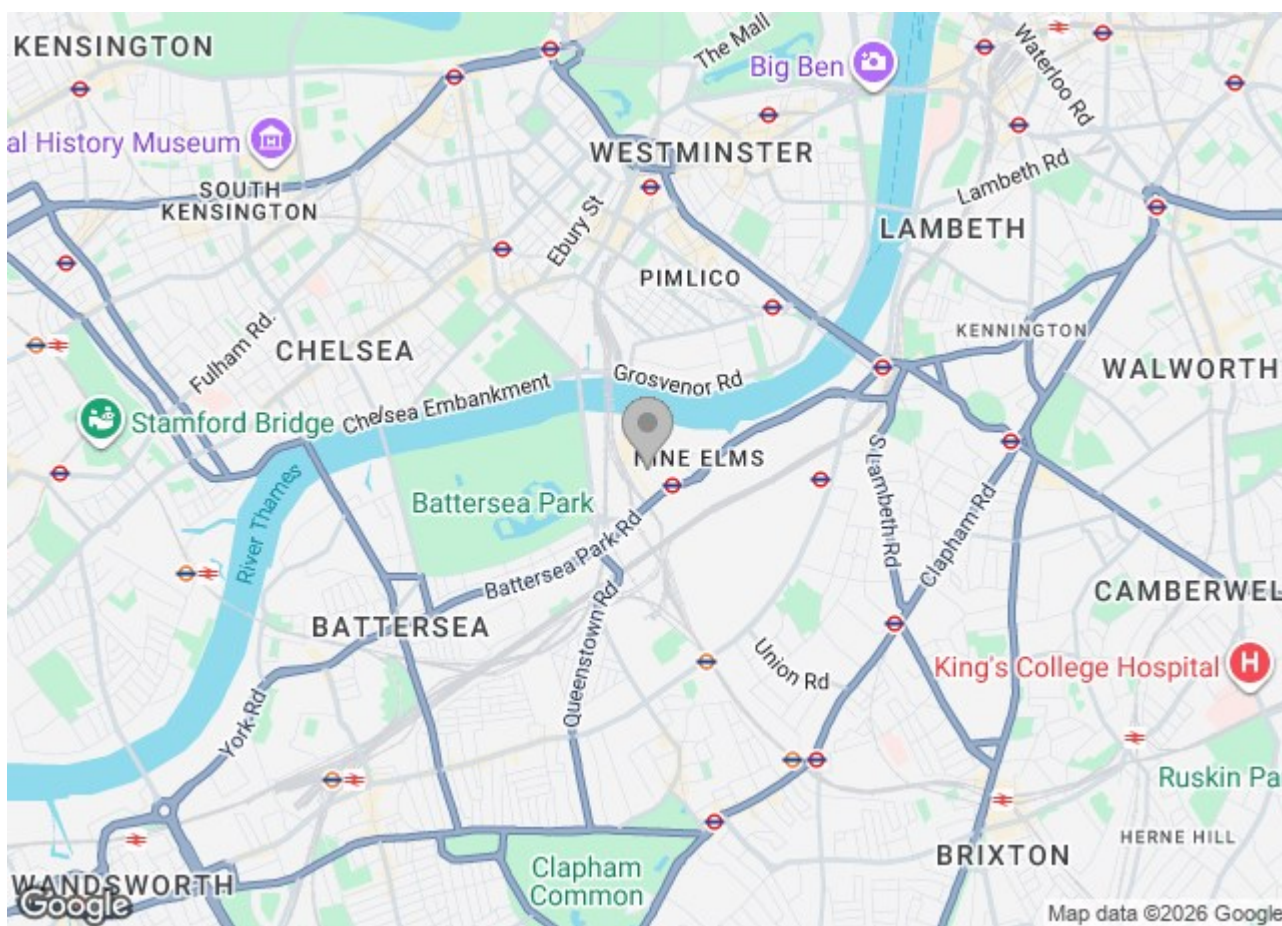 KENSINGTON
The Mall
Big Ben
Waterloo Rd
al History Museum
WESTMINSTER
SOUTH
KENSINGTON
Lambeth Rd
Ebury St
LAMBETH
PIMLICO
KENNINGTON
Fulham Rd.
CHELSEA
WALWORTH
Grosvenor Rd
Chelsea Embankment
Stamford Bridge
NINE ELMS
S Lambeth Rd
River Thames
Battersea Park
Clapham Rd
Battersea Park Rd
CAMBERWEL
BATTERSEA
Queenstown Rd
Union Rd
King's College Hospital
H
York Rd
Ruskin Pa
HERNE HILL
BRIXTON
Clapham
Common
WANDSWORTH
Google
Map data ©2026 Google